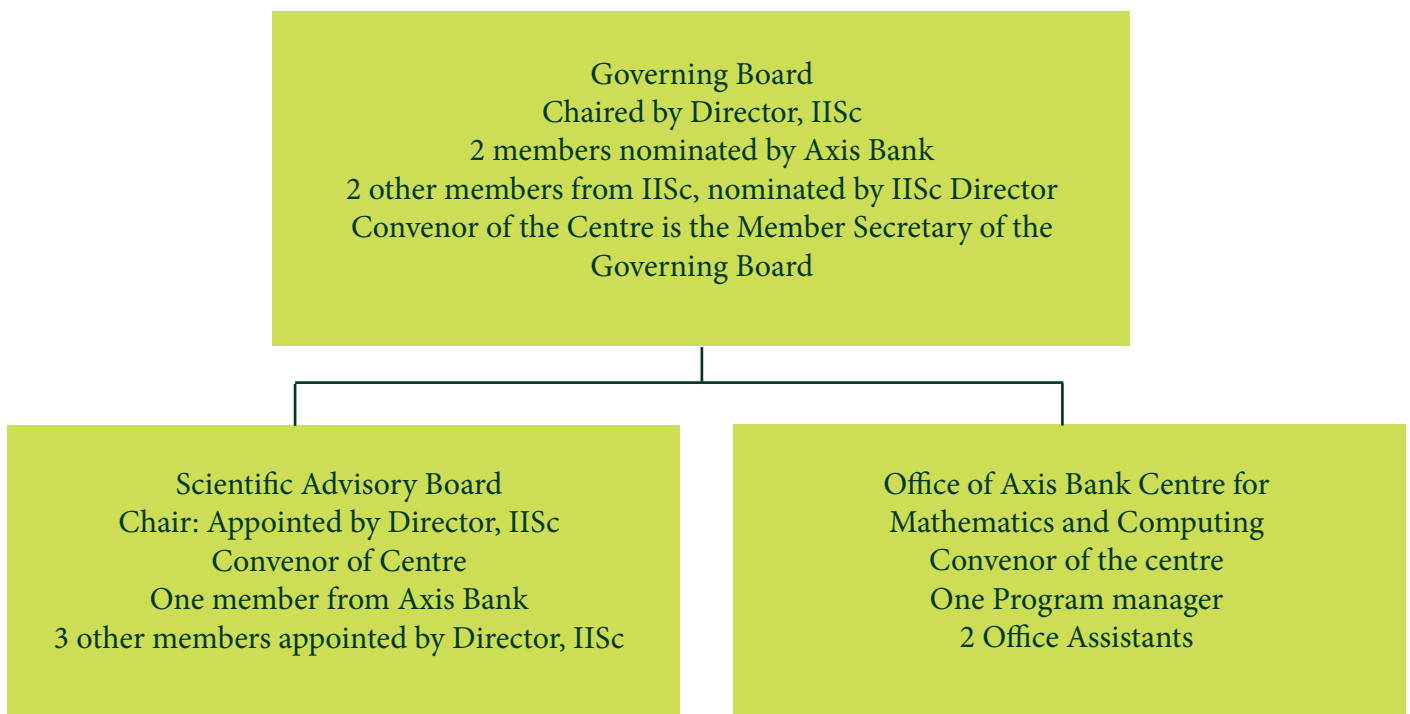 Governing Board
Chaired by Director, IISc
2 members nominated by Axis Bank
2 other members from IISc, nominated by IISc Director
Convenor of the Centre is the Member Secretary of the
Governing Board
Scientific Advisory Board
Chair: Appointed by Director, IISc
Convenor of Centre
One member from Axis Bank
3 other members appointed by Director, IISc
Office of Axis Bank Centre for
Mathematics and Computing
Convenor of the centre
One Program manager
2 Office Assistants